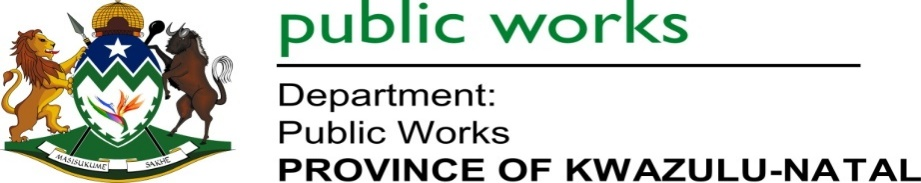 public works
Department:
Public Works
PROVINCE OF KWAZULU-NATAL
MASISUKUME SAKHE